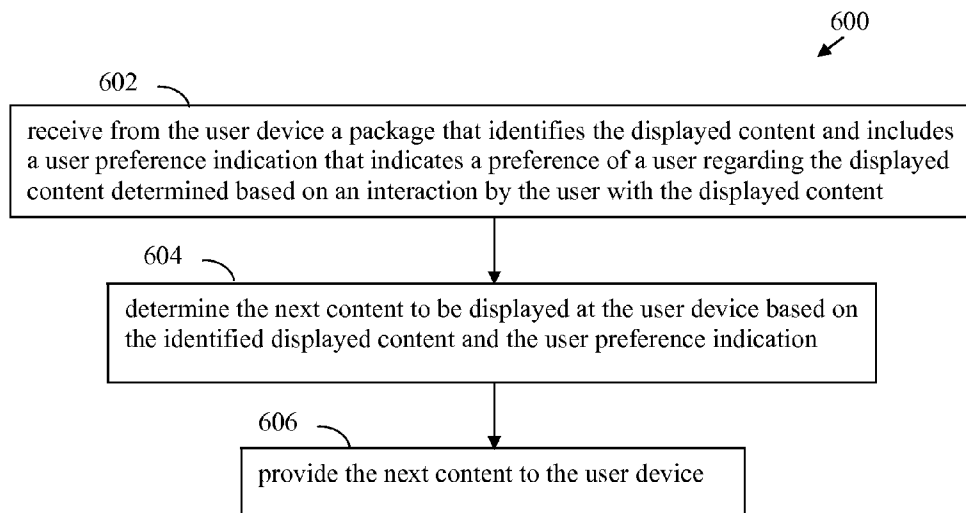 600
602
receive from the user device a package that identifies the displayed content and includes
a user preference indication that indicates a preference of a user regarding the displayed
content determined based on an interaction by the user with the displayed content
604
determine the next content to be displayed at the user device based on
the identified displayed content and the user preference indication
606
provide the next content to the user device